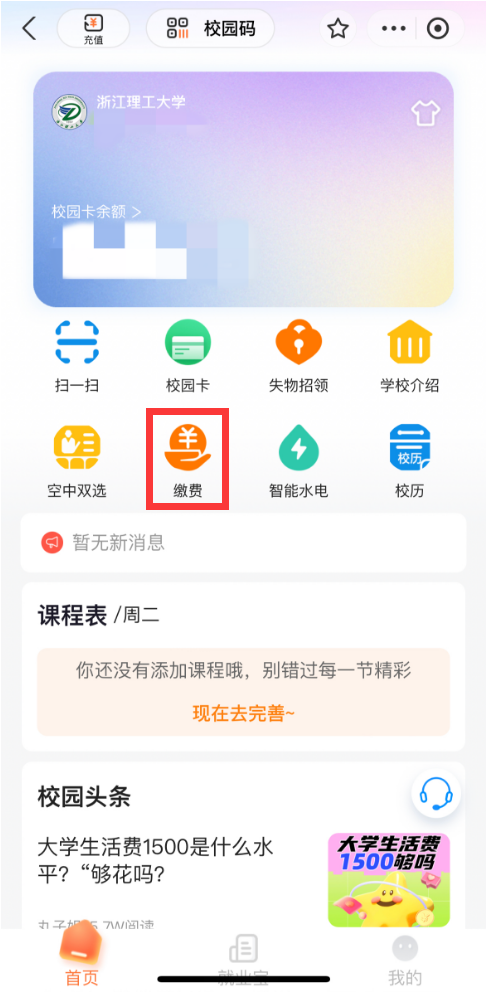 充值
校园码
浙江理工大学
校园卡余额 >
扫一扫
校园卡
失物招领
学校介绍
空中双选
缴费
智能水电
校历
校历
暂无新消息
课程表 /周二
你还没有添加课程哦，别错过每一节精彩
现在去完善~
校园头条
大学生活费1500是什么水
平？“够花吗？
大学生活费
1500够吗
5.7W阅读
首页
就业宝
我的